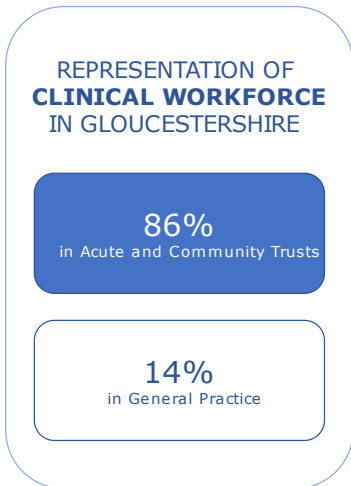 REPRESENTATION OF
CLINICAL WORKFORCE
IN GLOUCESTERSHIRE
86%
in Acute and Community Trusts
14%
in General Practice